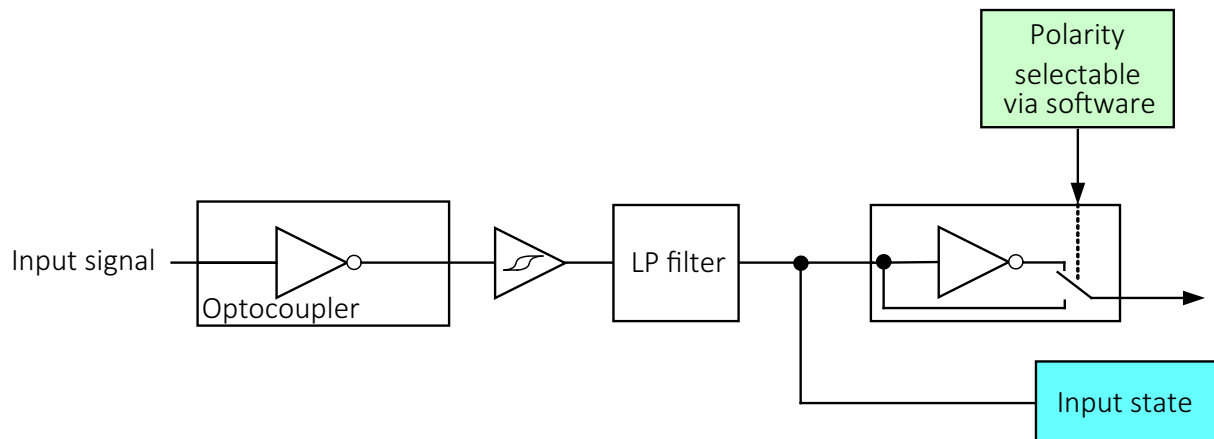 Polarity
selectable
via software
Input signal
LP filter
Optocoupler
Input state